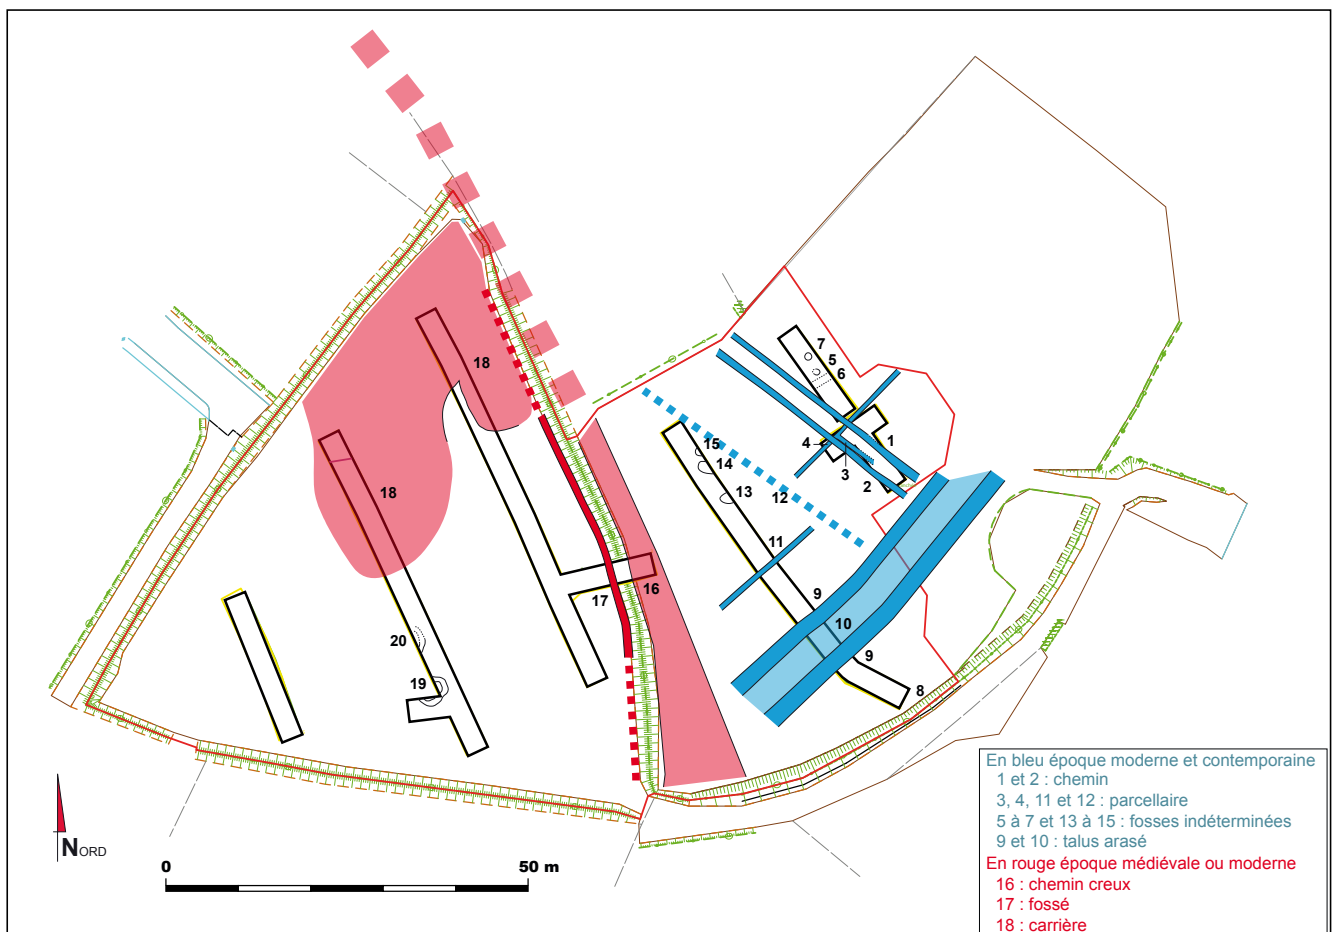 7
5
6
18
1
4
3
15
14
2
13
12
18
11
16
9
17
10
20
9
19
8
NORD
0
50 m
En bleu époque moderne et contemporaine
1 et 2 : chemin
3, 4, 11 et 12 : parcellaire
5 à 7 et 13 à 15 : fosses indéterminées
9 et 10 : talus arasé
En rouge époque médiévale ou moderne
16 : chemin creux
17 : fossé
18 : carrière